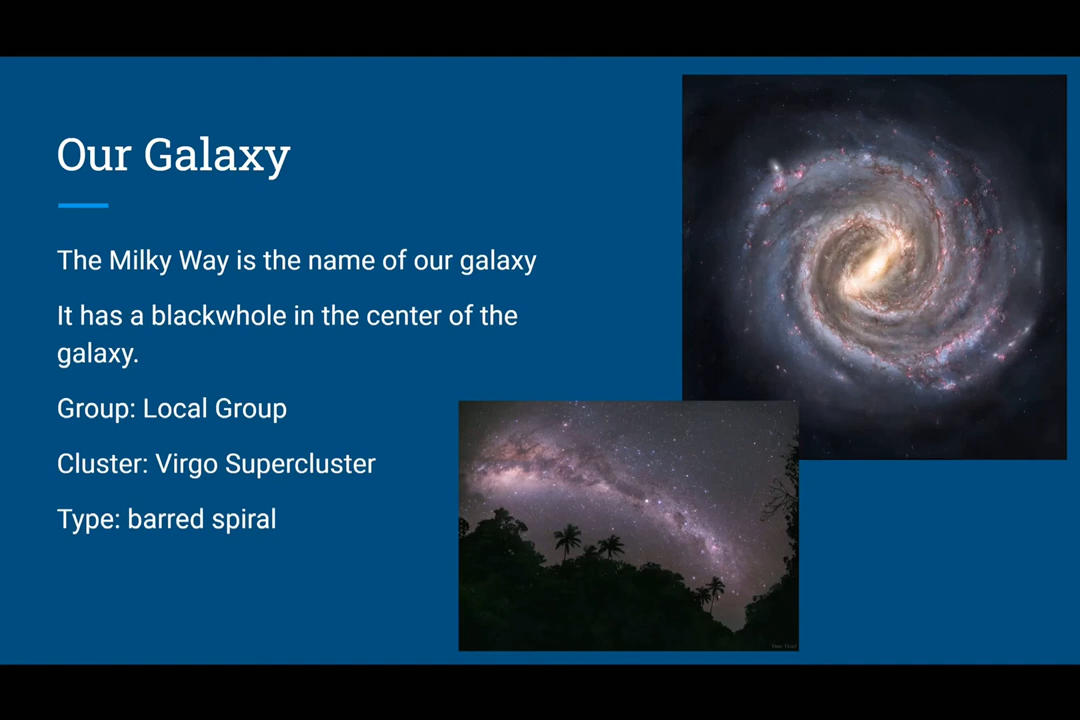 Our Galaxy
The Milky Way is the name of our galaxy
It has a blackwhole in the center of the
galaxy.
Group: Local Group
Cluster: Virgo Supercluster
Type: barred spiral